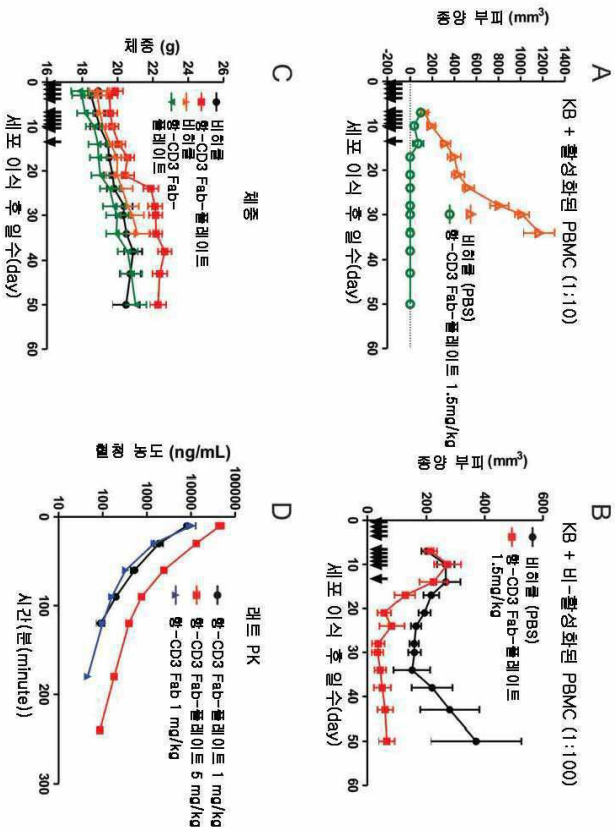 A
KB + 활성화된 PBMC (1:10)
종양 부피 (mm³)
1400
1200
1000
800
600
400
200
0
-200
비히클 (PBS)
항-CD3 Fab-폴레이트 1.5mg/kg
0 10 20 30 40 50 60
세포 이식 후 일수(day)
B
KB + 비-활성화된 PBMC (1:100)
종양 부피 (mm³)
600
400
200
0
비히클 (PBS)
항-CD3 Fab-폴레이트
1.5mg/kg
0 10 20 30 40 50 60
세포 이식 후 일수(day)
C
체중
체중 (g)
26
24
22
20
18
16
비히클
항-CD3 Fab-폴레이트
비히클
항-CD3 Fab-
폴레이트
0 10 20 30 40 50 60
세포 이식 후 일수(day)
D
래트 PK
혈청 농도 (ng/mL)
100000
10000
1000
100
10
항-CD3 Fab-폴레이트 1 mg/kg
항-CD3 Fab-폴레이트 5 mg/kg
항-CD3 Fab 1 mg/kg
0 100 200 300
시간(분(minute))